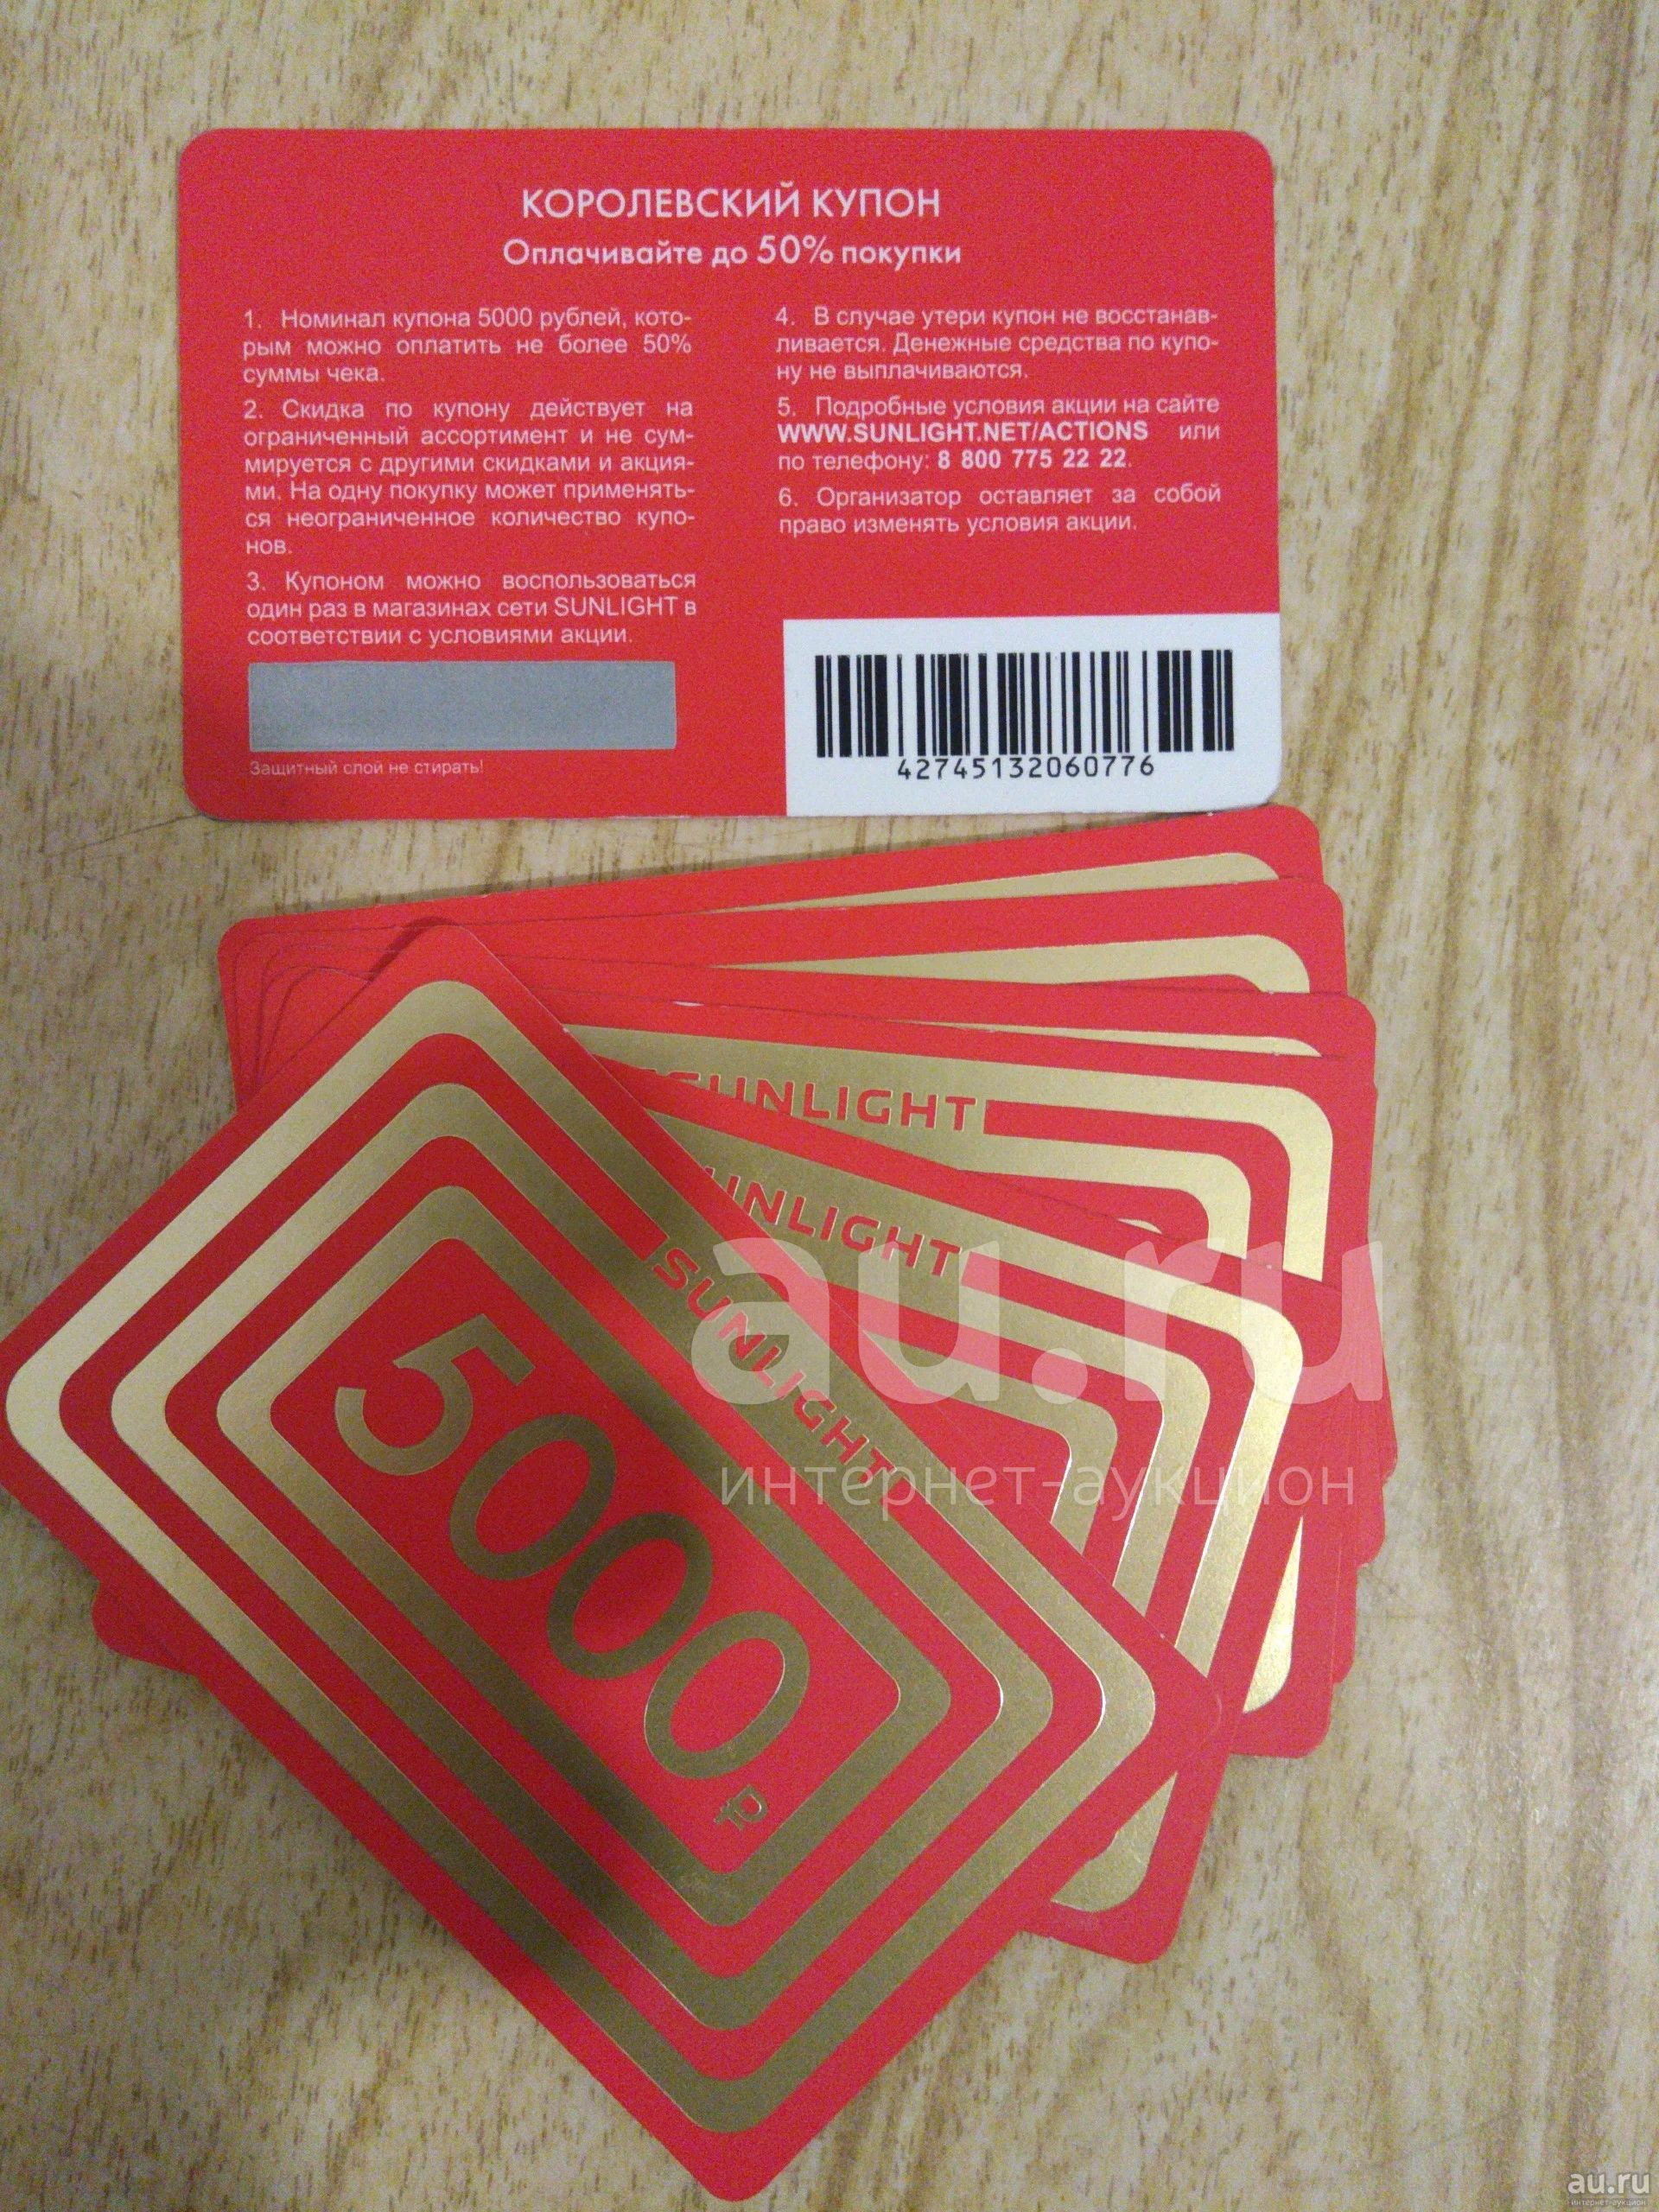 КОРОЛЕВСКИЙ КУПОН
Оплачивайте до 50% покупки
1. Номинал купона 5000 рублей, кото-
рым можно оплатить не более 50%
суммы чека.
2. Скидка по купону действует на
ограниченный ассортимент и не сум-
мируется с другими скидками и акция-
ми. На одну покупку может применять-
ся неограниченное количество купо-
нов.
3. Купоном можно воспользоваться
один раз в магазинах сети SUNLIGHT в
соответствии с условиями акции.
Защитный слой не стирать!
4. В случае утери купон не восстанав-
ливается. Денежные средства по купо-
ну не выплачиваются.
5. Подробные условия акции на сайте
WWW.SUNLIGHT.NET/ACTIONS или
по телефону: 8 800 775 22 22.
6. Организатор оставляет за собой
право изменять условия акции.
42745132060776
SUNLIGHT
SUNLIGHT
SUNLIGHT
5000 ₽
au.ru
интернет-аукцион
au.ru
интернет-аукцион